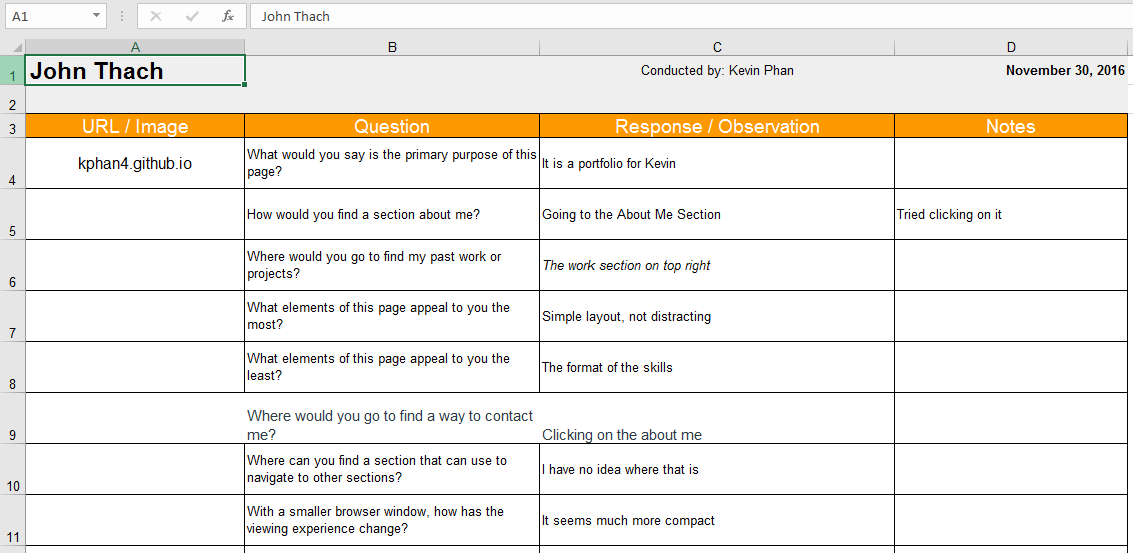 A1 fx John Thach
A B C D
1 John Thach Conducted by: Kevin Phan November 30, 2016
2
3 URL / Image Question Response / Observation Notes
What would you say is the primary purpose of this
4 kphan4.github.io page? It is a portfolio for Kevin
5 How would you find a section about me? Going to the About Me Section Tried clicking on it
Where would you go to find my past work or
6 projects? The work section on top right
What elements of this page appeal to you the
7 most? Simple layout, not distracting
What elements of this page appeal to you the
8 least? The format of the skills
Where would you go to find a way to contact
9 me? Clicking on the about me
Where can you find a section that can use to
10 navigate to other sections? I have no idea where that is
With a smaller browser window, how has the
11 viewing experience change? It seems much more compact